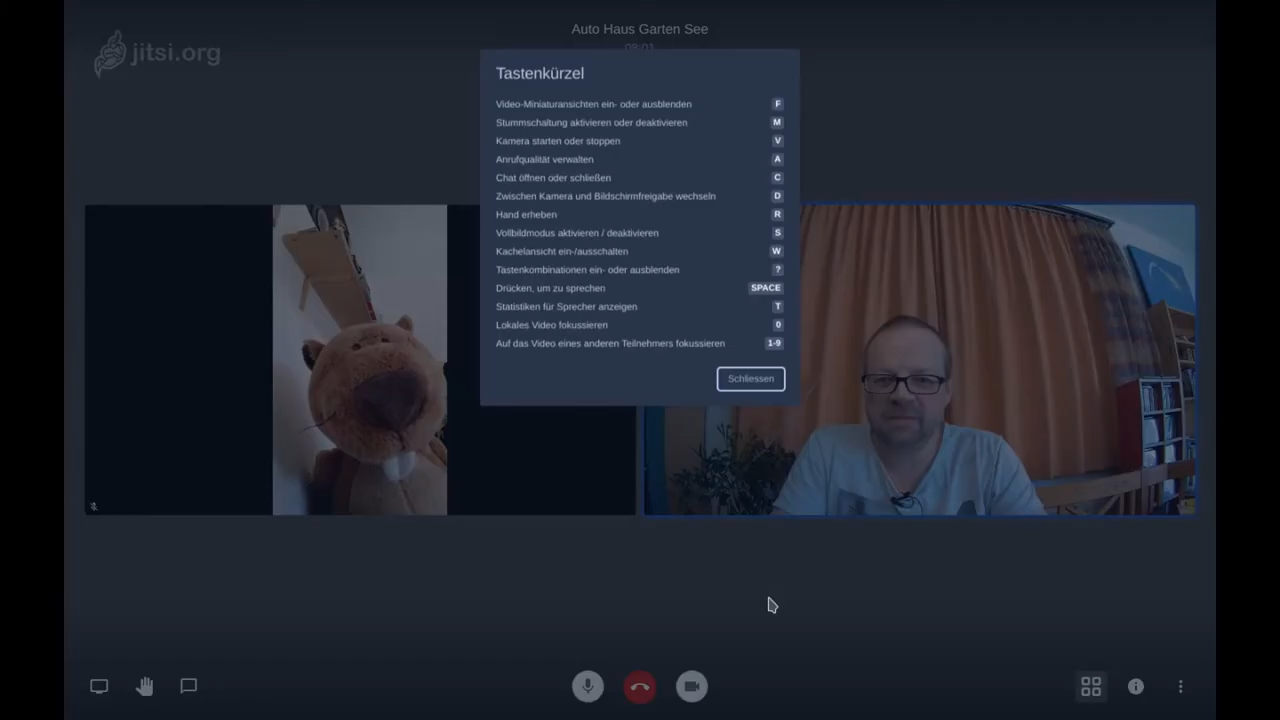 jitsi.org
Auto Haus Garten See
08:01
Tastenkürzel
Video-Miniaturansichten ein- oder ausblenden F
Stummschaltung aktivieren oder deaktivieren M
Kamera starten oder stoppen V
Anrufqualität verwalten A
Chat öffnen oder schließen C
Zwischen Kamera und Bildschirmfreigabe wechseln D
Hand erheben R
Vollbildmodus aktivieren / deaktivieren S
Kachelansicht ein-/ausschalten W
Tastenkombinationen ein- oder ausblenden ?
Drücken, um zu sprechen SPACE
Statistiken für Sprecher anzeigen T
Lokales Video fokussieren 0
Auf das Video eines anderen Teilnehmers fokussieren 1-9
Schliessen